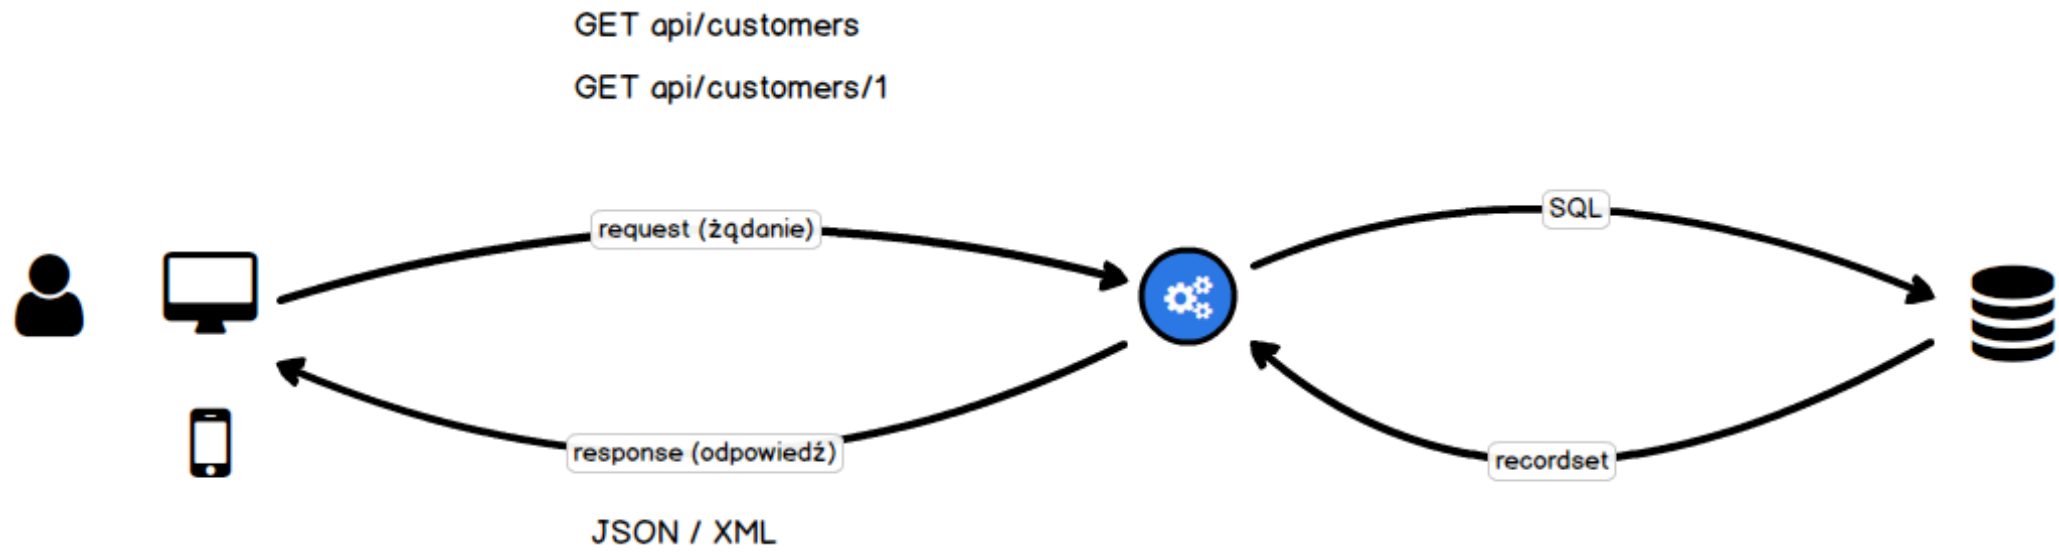 GET api/customers
GET api/customers/1
request (żądanie)
SQL
response (odpowiedź)
recordset
JSON / XML